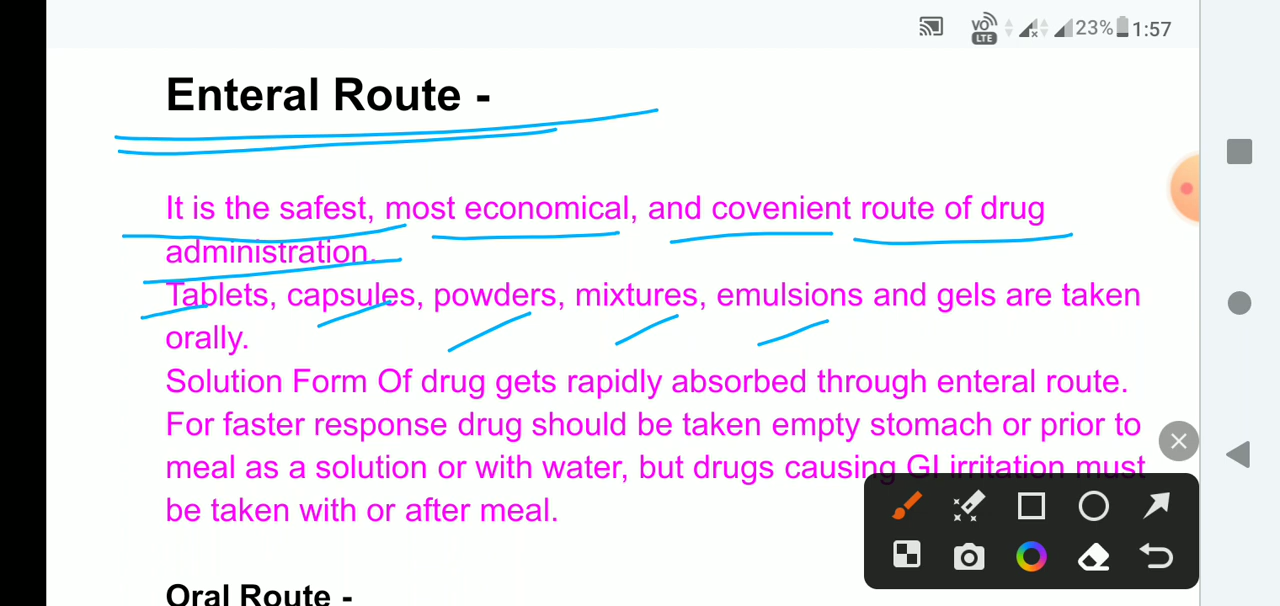 VO LTE 23% 1:57
Enteral Route -
It is the safest, most economical, and covenient route of drug
administration.
Tablets, capsules, powders, mixtures, emulsions and gels are taken
orally.
Solution Form Of drug gets rapidly absorbed through enteral route.
For faster response drug should be taken empty stomach or prior to
meal as a solution or with water, but drugs causing GI irritation must
be taken with or after meal.
Oral Route -